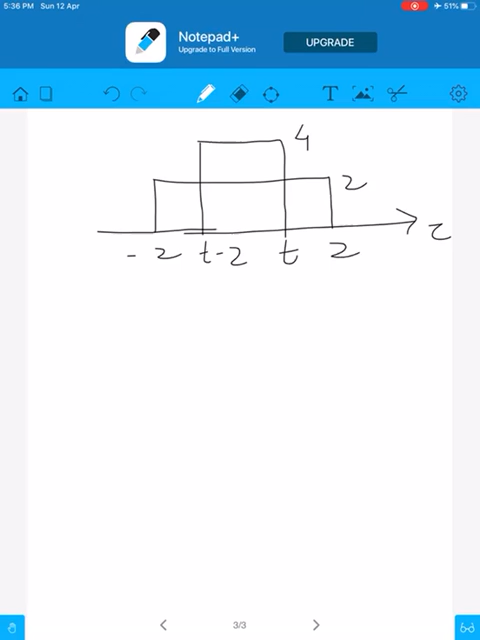 5:36 PM Sun 12 Apr 51%
Notepad+
Upgrade to Full Version
UPGRADE
T
4
2
-2 t-2 t 2 τ
3/3